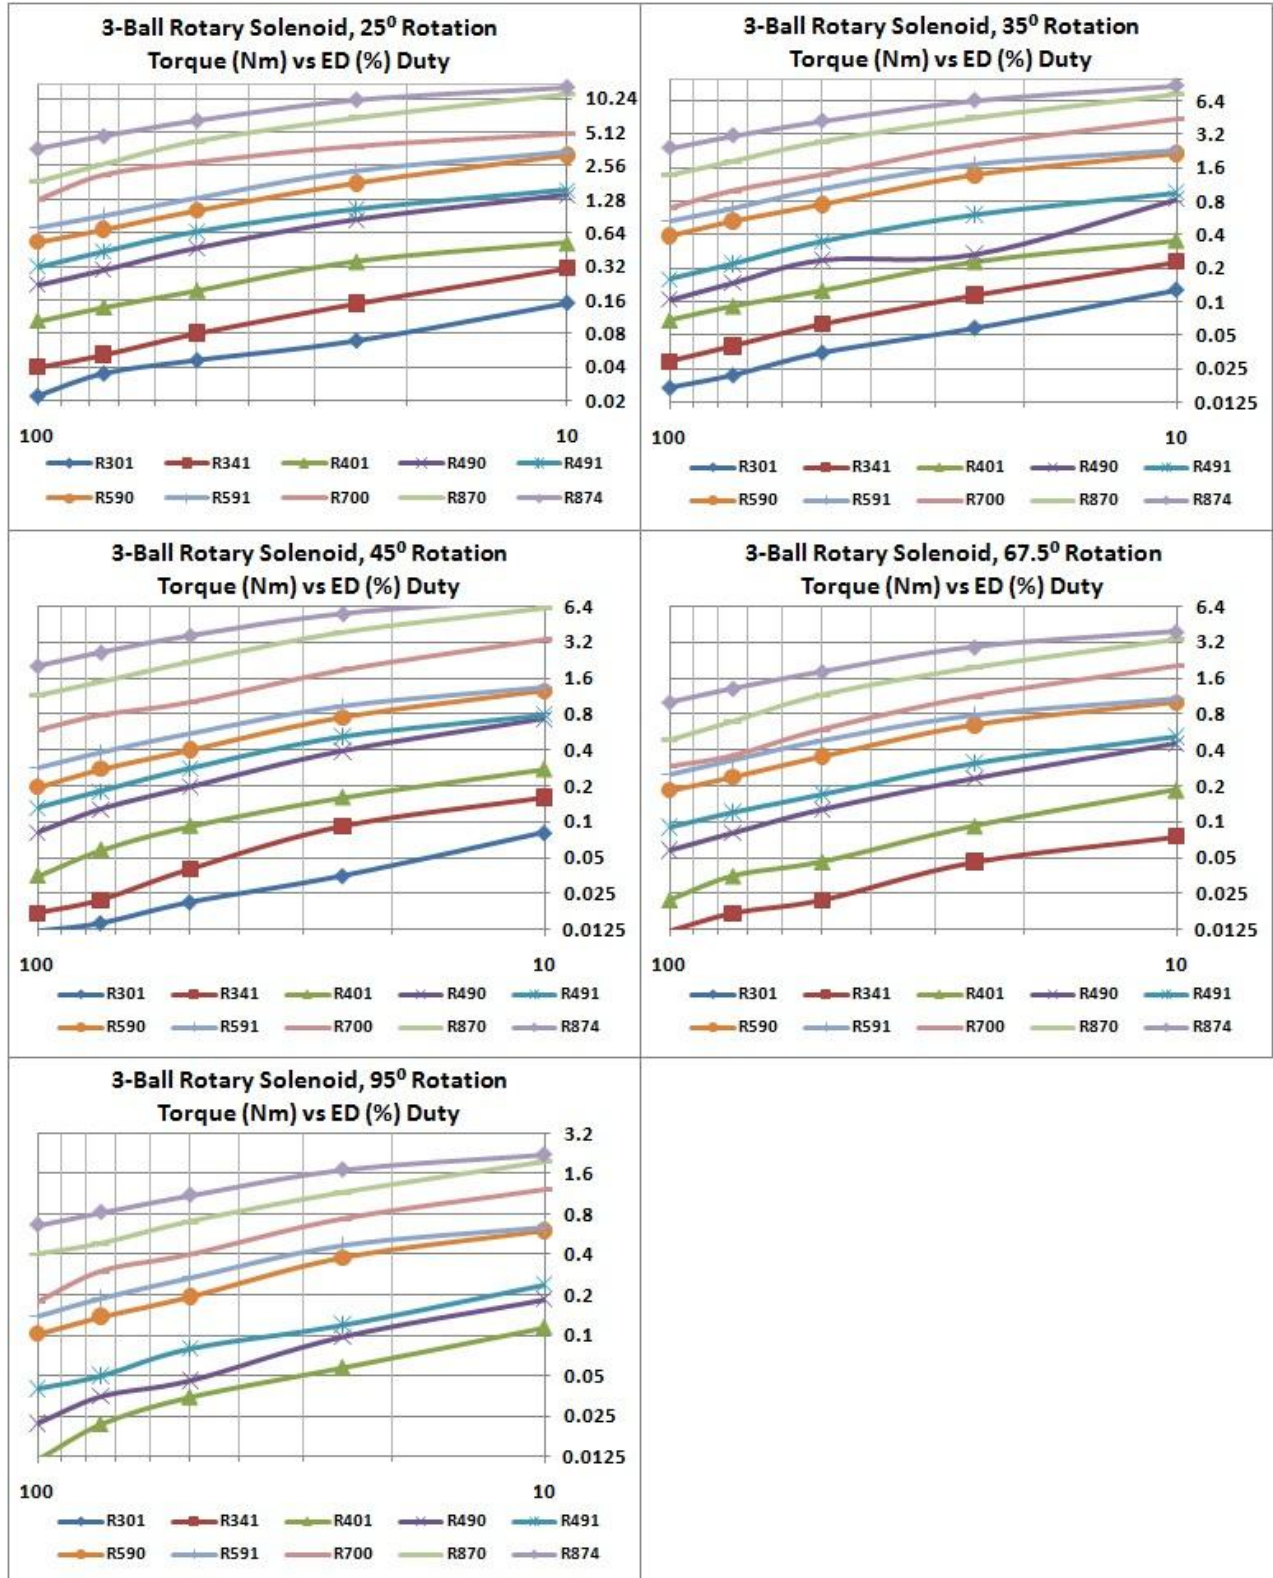 3-Ball Rotary Solenoid, 25⁰ Rotation
Torque (Nm) vs ED (%) Duty
10.24
5.12
2.56
1.28
0.64
0.32
0.16
0.08
0.04
0.02
100 10
R301 R341 R401 R490 R491
R590 R591 R700 R870 R874
3-Ball Rotary Solenoid, 35⁰ Rotation
Torque (Nm) vs ED (%) Duty
6.4
3.2
1.6
0.8
0.4
0.2
0.1
0.05
0.025
0.0125
100 10
R301 R341 R401 R490 R491
R590 R591 R700 R870 R874
3-Ball Rotary Solenoid, 45⁰ Rotation
Torque (Nm) vs ED (%) Duty
6.4
3.2
1.6
0.8
0.4
0.2
0.1
0.05
0.025
0.0125
100 10
R301 R341 R401 R490 R491
R590 R591 R700 R870 R874
3-Ball Rotary Solenoid, 67.5⁰ Rotation
Torque (Nm) vs ED (%) Duty
6.4
3.2
1.6
0.8
0.4
0.2
0.1
0.05
0.025
0.0125
100 10
R301 R341 R401 R490 R491
R590 R591 R700 R870 R874
3-Ball Rotary Solenoid, 95⁰ Rotation
Torque (Nm) vs ED (%) Duty
3.2
1.6
0.8
0.4
0.2
0.1
0.05
0.025
0.0125
100 10
R301 R341 R401 R490 R491
R590 R591 R700 R870 R874